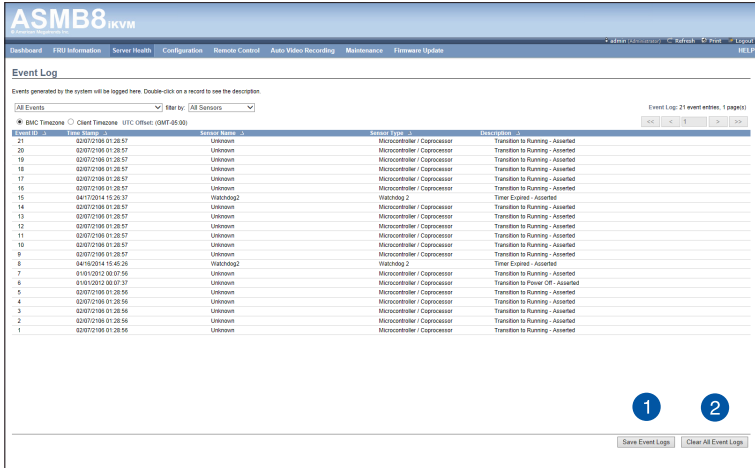 ASMB8 iKVM
© American Megatrends Inc.
• admin (Administrator) Refresh Print Logout
Dashboard FRU Information Server Health Configuration Remote Control Auto Video Recording Maintenance Firmware Update HELP
Event Log
Events generated by the system will be logged here. Double-click on a record to see the description.
All Events filter by: All Sensors Event Log: 21 event entries, 1 page(s)
BMC Timezone Client Timezone UTC Offset: (GMT-05:00) << < 1 > >>
Event ID Time Stamp Sensor Name Sensor Type Description
21 02/07/2106 01:28:57 Unknown Microcontroller / Coprocessor Transition to Running - Asserted
20 02/07/2106 01:28:57 Unknown Microcontroller / Coprocessor Transition to Running - Asserted
19 02/07/2106 01:28:57 Unknown Microcontroller / Coprocessor Transition to Running - Asserted
18 02/07/2106 01:28:57 Unknown Microcontroller / Coprocessor Transition to Running - Asserted
17 02/07/2106 01:28:57 Unknown Microcontroller / Coprocessor Transition to Running - Asserted
16 02/07/2106 01:28:57 Unknown Microcontroller / Coprocessor Transition to Running - Asserted
15 04/17/2014 15:26:37 Watchdog2 Watchdog 2 Timer Expired - Asserted
14 02/07/2106 01:28:57 Unknown Microcontroller / Coprocessor Transition to Running - Asserted
13 02/07/2106 01:28:57 Unknown Microcontroller / Coprocessor Transition to Running - Asserted
12 02/07/2106 01:28:57 Unknown Microcontroller / Coprocessor Transition to Running - Asserted
11 02/07/2106 01:28:57 Unknown Microcontroller / Coprocessor Transition to Running - Asserted
10 02/07/2106 01:28:57 Unknown Microcontroller / Coprocessor Transition to Running - Asserted
9 02/07/2106 01:28:57 Unknown Microcontroller / Coprocessor Transition to Running - Asserted
8 04/16/2014 15:45:26 Watchdog2 Watchdog 2 Timer Expired - Asserted
7 01/01/2012 00:07:56 Unknown Microcontroller / Coprocessor Transition to Running - Asserted
6 01/01/2012 00:07:37 Unknown Microcontroller / Coprocessor Transition to Power Off - Asserted
5 02/07/2106 01:28:56 Unknown Microcontroller / Coprocessor Transition to Running - Asserted
4 02/07/2106 01:28:56 Unknown Microcontroller / Coprocessor Transition to Running - Asserted
3 02/07/2106 01:28:56 Unknown Microcontroller / Coprocessor Transition to Running - Asserted
2 02/07/2106 01:28:56 Unknown Microcontroller / Coprocessor Transition to Running - Asserted
1 02/07/2106 01:28:56 Unknown Microcontroller / Coprocessor Transition to Running - Asserted
1 2
Save Event Logs Clear All Event Logs